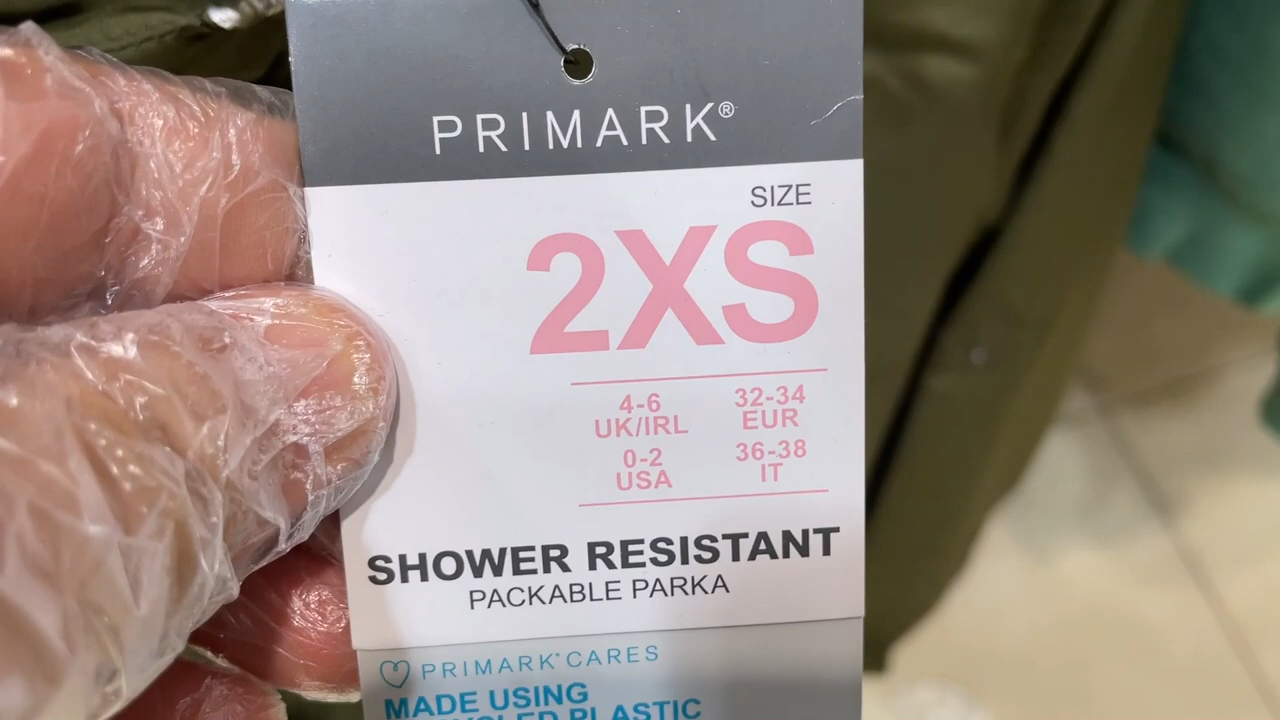 PRIMARK®
SIZE
2XS
4-6 UK/IRL
32-34 EUR
0-2 USA
36-38 IT
SHOWER RESISTANT
PACKABLE PARKA
PRIMARK® CARES
MADE USING
PLASTIC